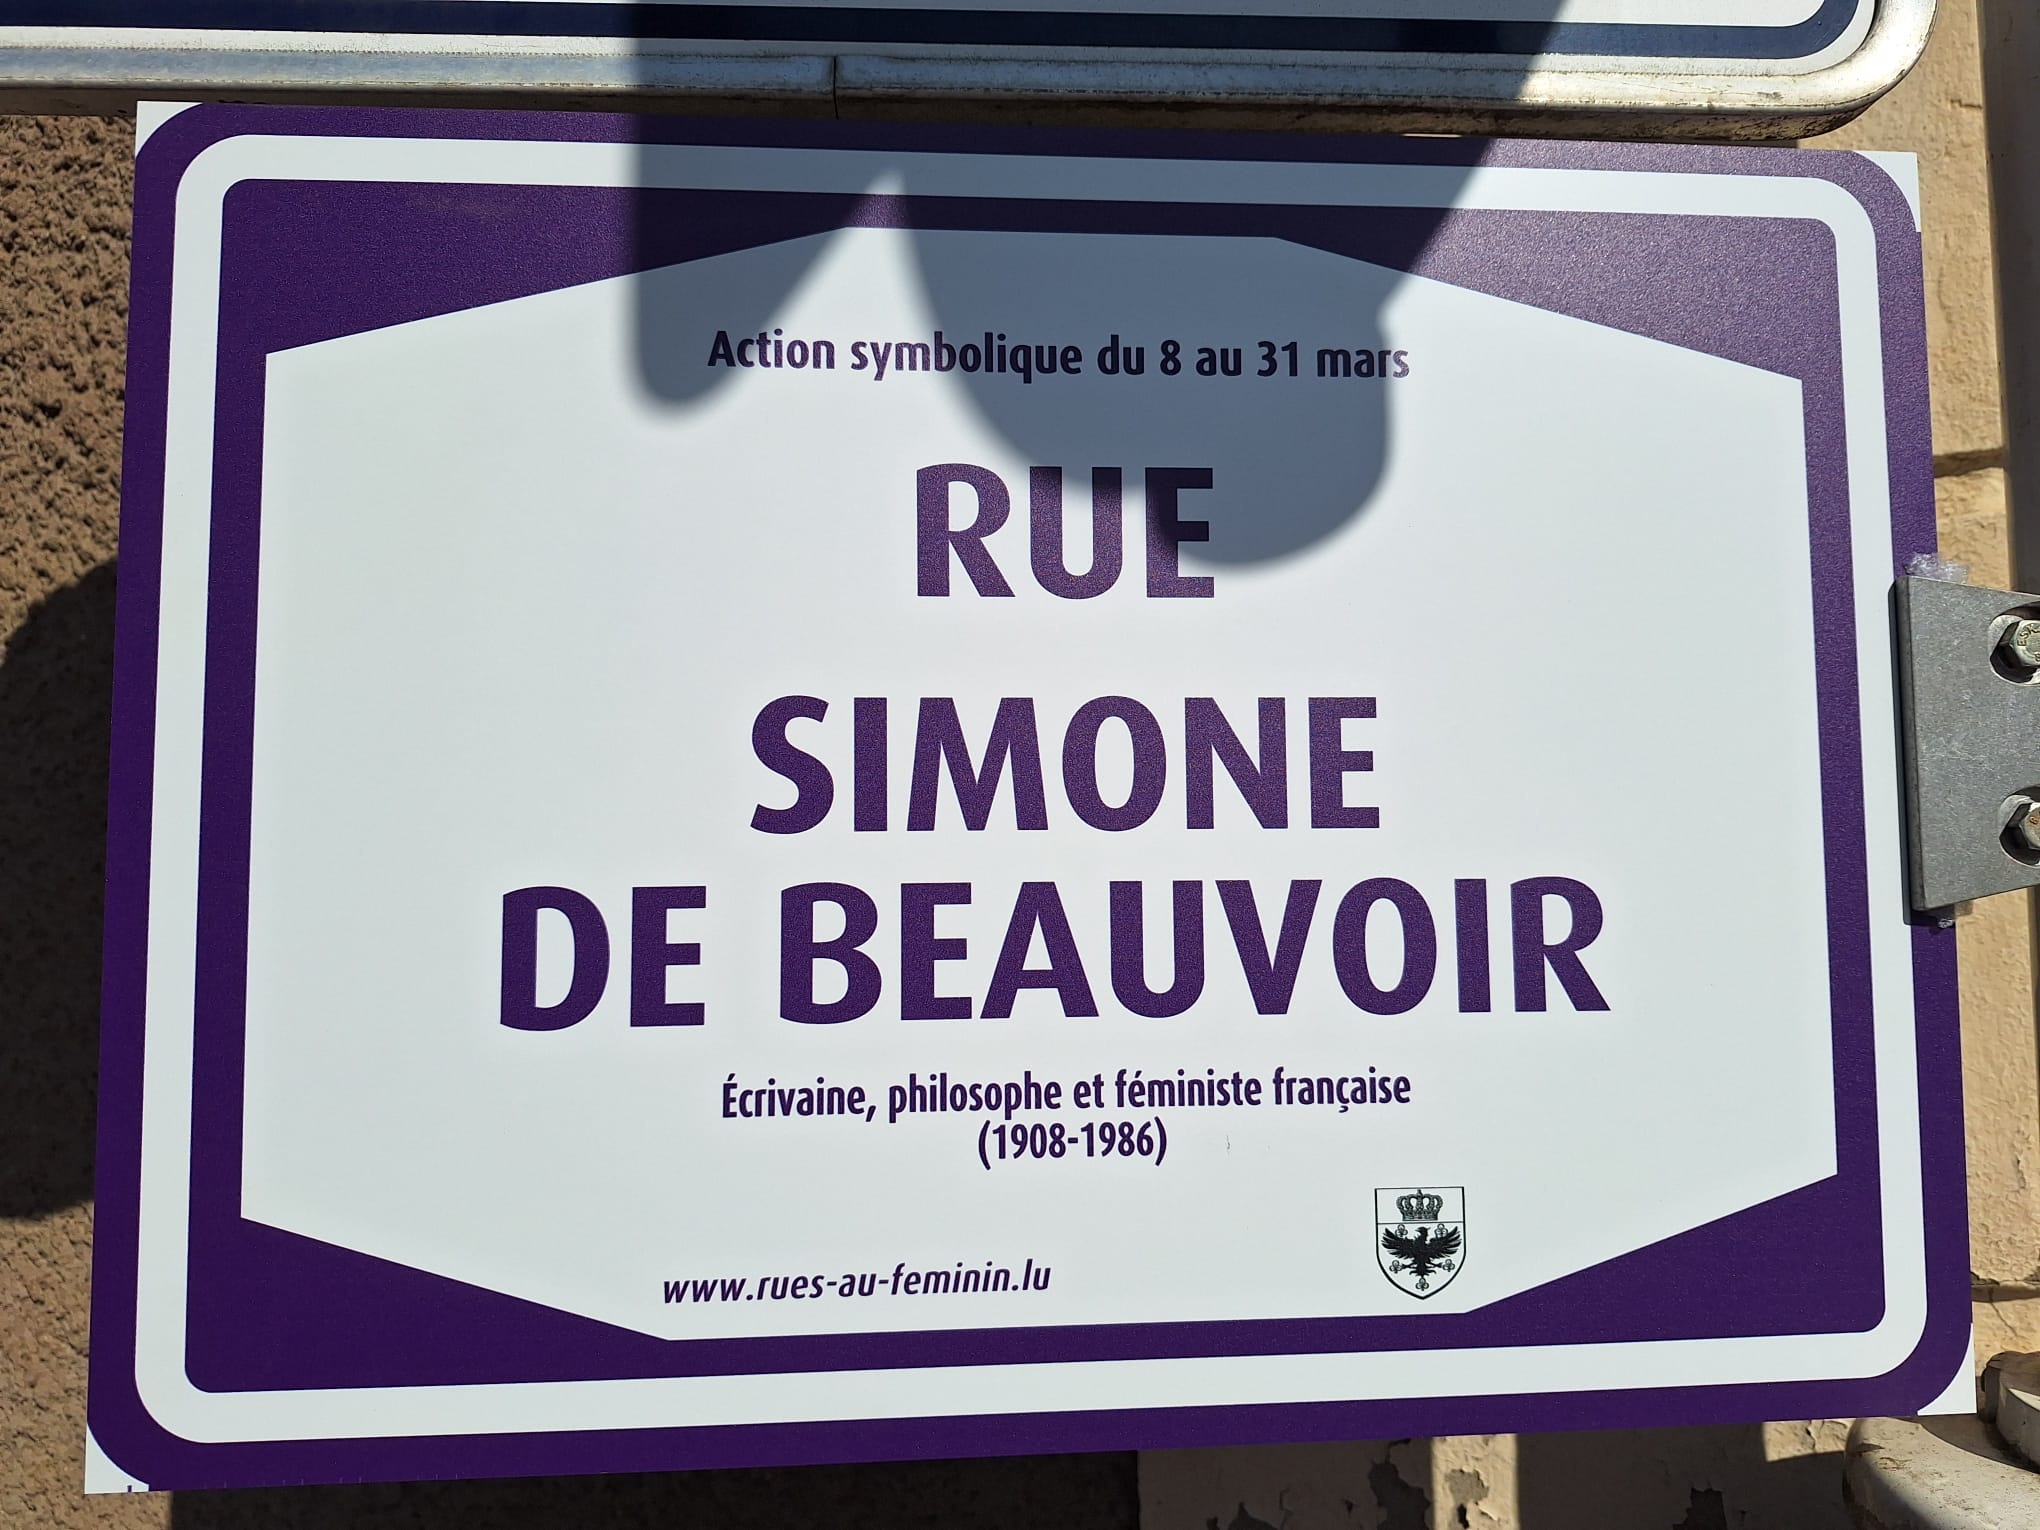 Action symbolique du 8 au 31 mars
RUE
SIMONE
DE BEAUVOIR
Écrivaine, philosophe et féministe française
(1908-1986)
www.rues-au-feminin.lu